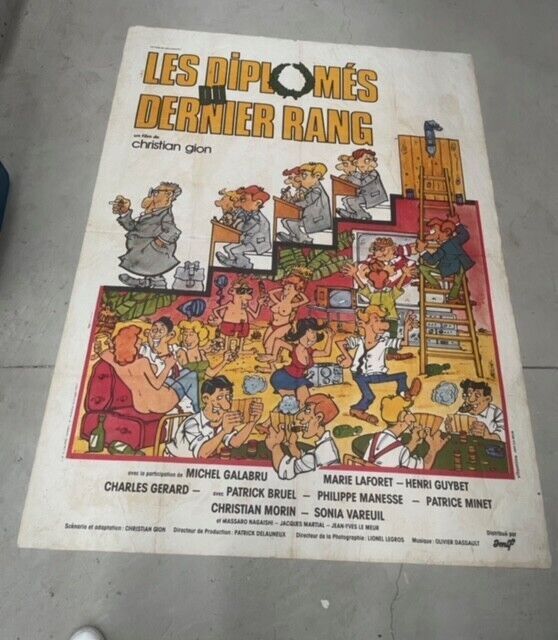 LES DIPLOMÉS
DU
DERNIER RANG
un film de
christian gion
avec la participation de MICHEL GALABRU MARIE LAFORET – HENRI GUYBET
CHARLES GERARD – avec PATRICK BRUEL – PHILIPPE MANESSE – PATRICE MINET
CHRISTIAN MORIN – SONIA VAREUIL
et MASSARO NAGAISHI – JACQUES MARTIAL – JEAN-YVES LE MEUR
Scénario et adaptation : CHRISTIAN GION Directeur de Production : PATRICK DELAUNEUX Directeur de la Photographie : LIONEL LEGROS Musique : OLIVIER DASSAULT
Distribué par